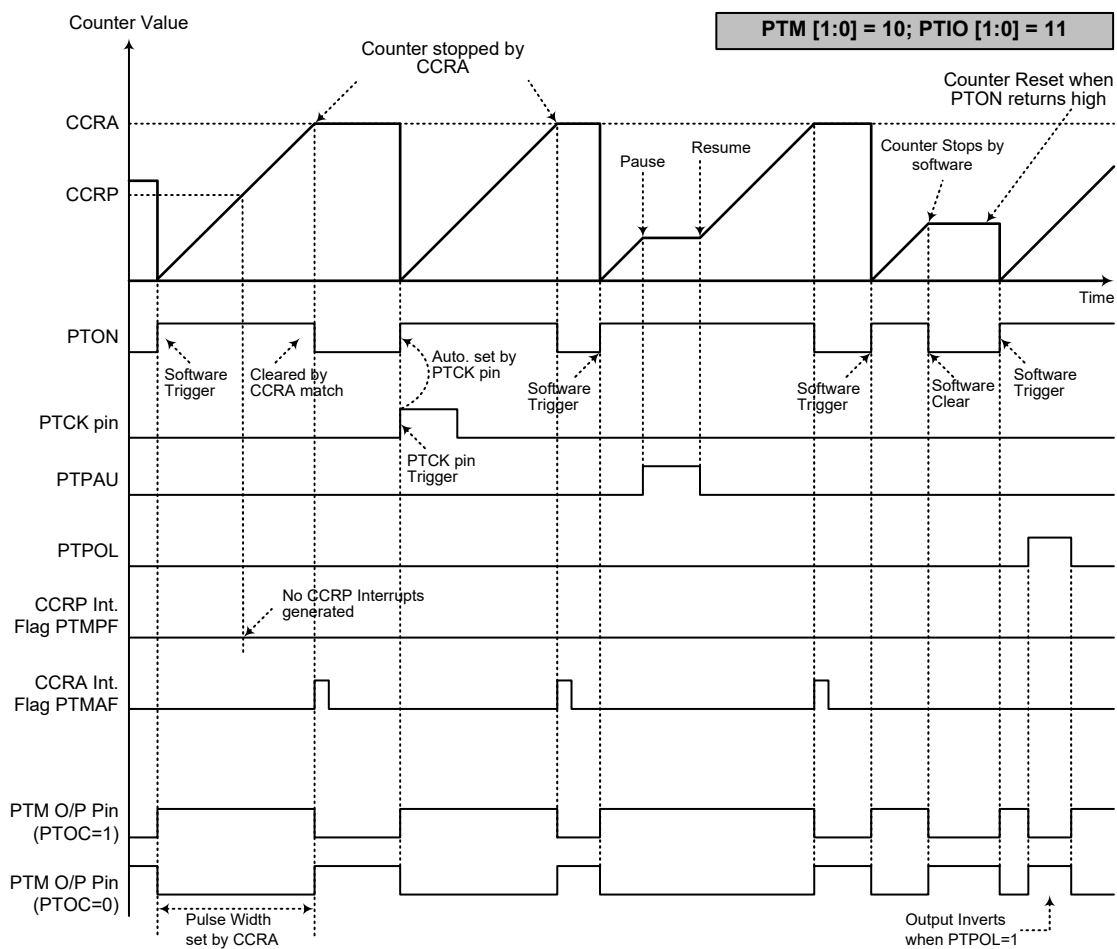 Counter Value
PTM [1:0] = 10; PTIO [1:0] = 11
Counter stopped by
CCRA
Counter Reset when
PTON returns high
CCRA
CCRP
Pause
Resume
Counter Stops by
software
Time
PTON
Software
Trigger
Cleared by
CCRA match
Auto. set by
PTCK pin
Software
Trigger
Software
Trigger
Software
Clear
Software
Trigger
PTCK pin
PTCK pin
Trigger
PTPAU
PTPOL
CCRP Int.
Flag PTMPF
No CCRP Interrupts
generated
CCRA Int.
Flag PTMAF
PTM O/P Pin
(PTOC=1)
PTM O/P Pin
(PTOC=0)
Pulse Width
set by CCRA
Output Inverts
when PTPOL=1